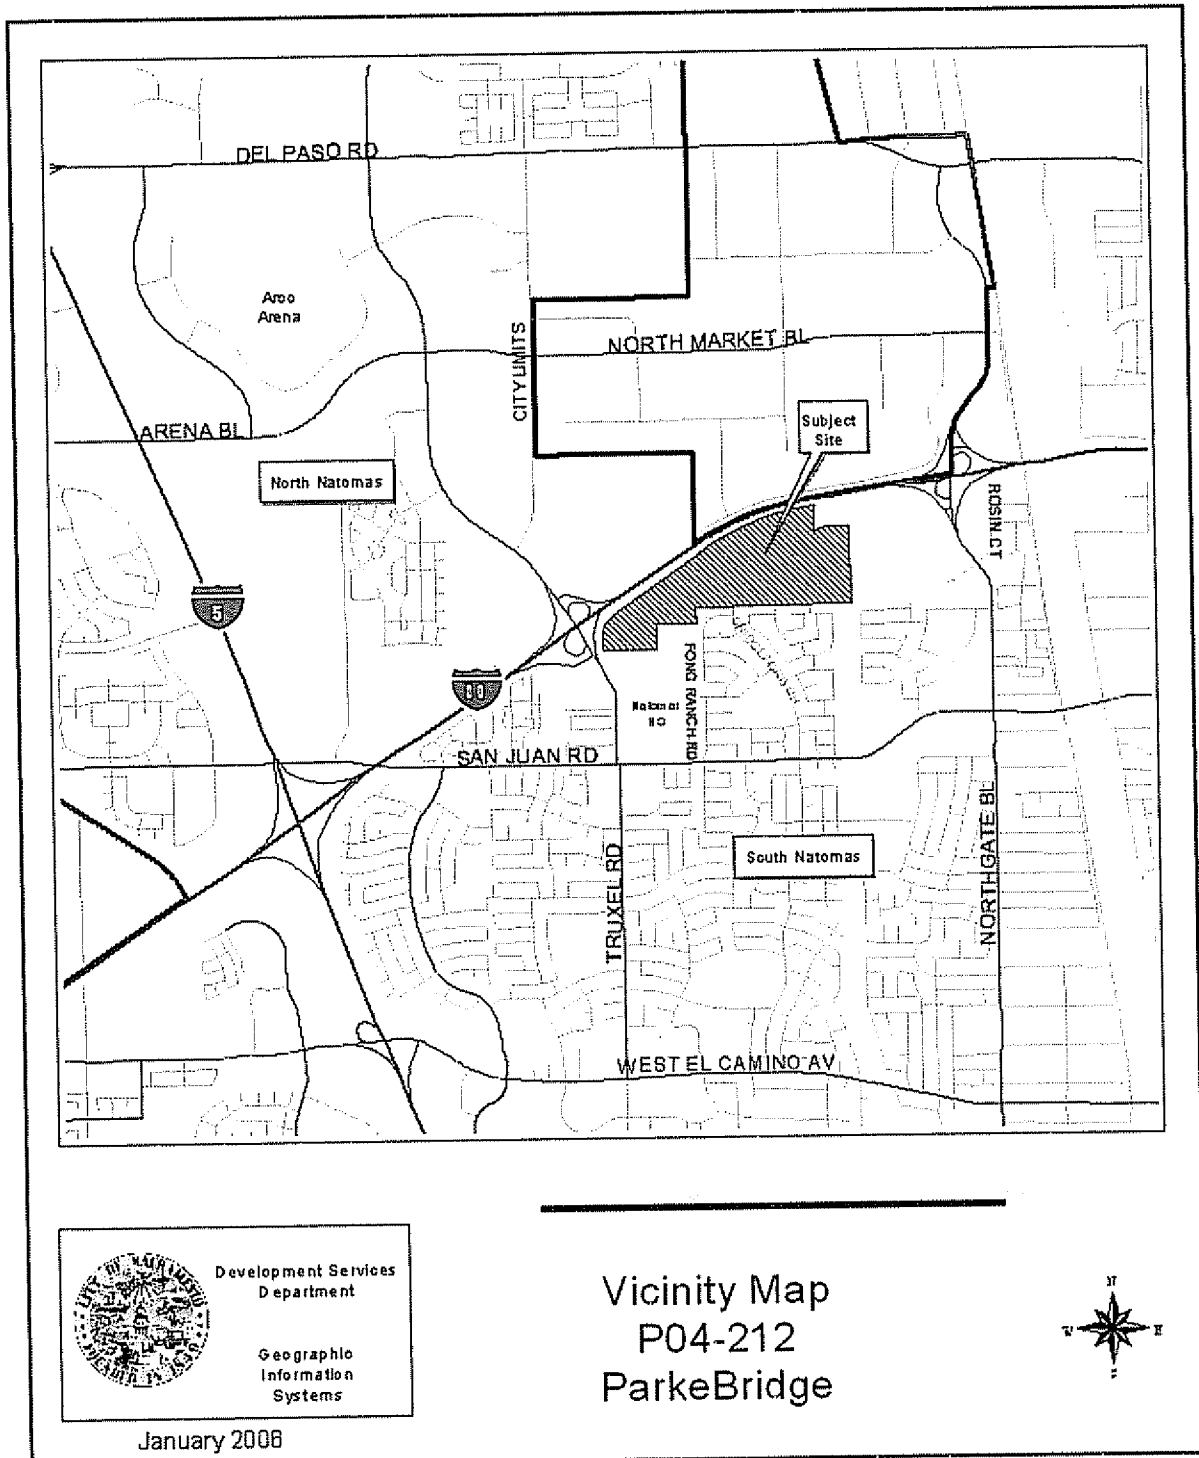 DEL PASO RD
Arco
Arena
CITY LIMITS
NORTH MARKET BL
ARENA BL
Subject
Site
North Natomas
ROSIN CT
5
80
FONG RANCH RD
SAN JUAN RD
South Natomas
TRUXEL RD
NORTHGATE BL
WEST EL CAMINO AV
Development Services
Department
Geographic
Information
Systems
Vicinity Map
P04-212
ParkeBridge
N
W
E
S
January 2006